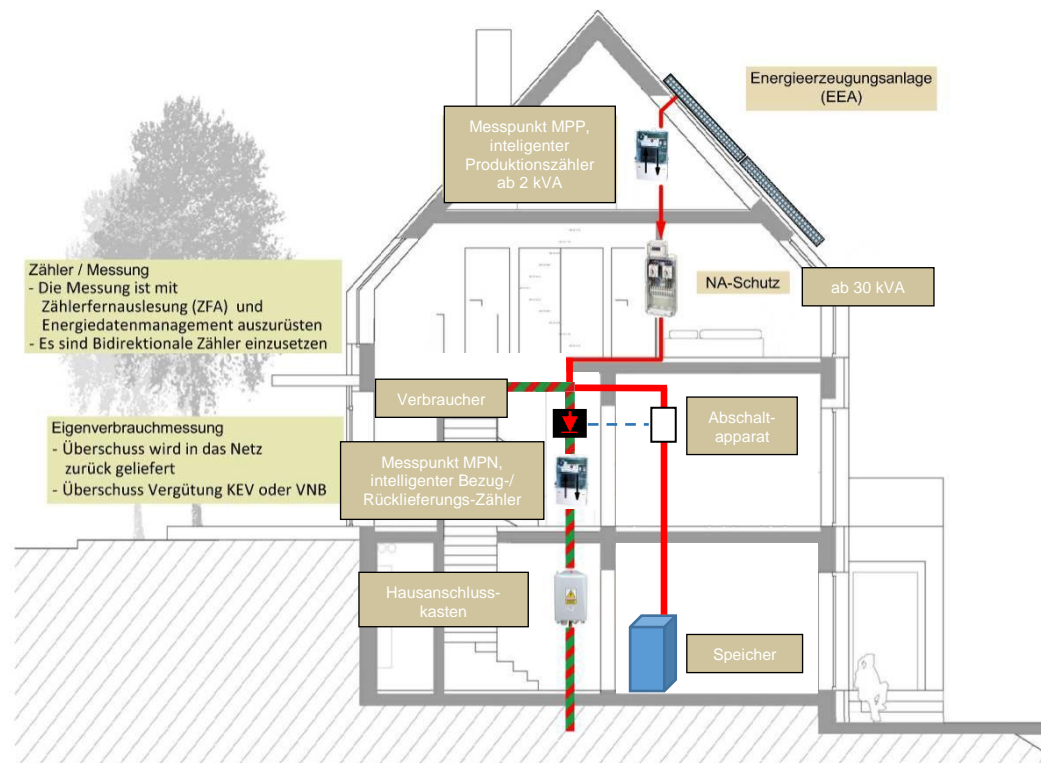 Energieerzeugungsanlage
(EEA)
Messpunkt MPP,
inteligenter
Produktionszähler
ab 2 kVA
Zähler / Messung
- Die Messung ist mit
Zählerfernauslesung (ZFA) und
Energiedatenmanagement auszurüsten
- Es sind Bidirektionale Zähler einzusetzen
NA-Schutz
ab 30 kVA
Verbraucher
Abschalt-
apparat
Eigenverbrauchmessung
- Überschuss wird in das Netz
zurück geliefert
- Überschuss Vergütung KEV oder VNB
Messpunkt MPN,
intelligenter Bezug-/
Rücklieferungs-Zähler
Hausanschluss-
kasten
Speicher